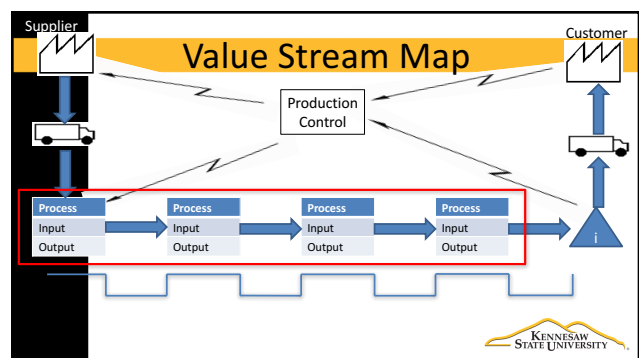 Supplier
Customer
Value Stream Map
Production
Control
Process
Input
Output
Process
Input
Output
Process
Input
Output
Process
Input
Output
i
KENNESAW
STATE UNIVERSITY